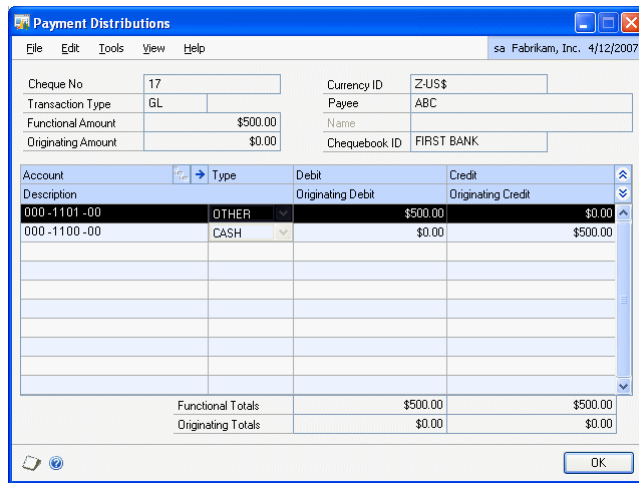 Payment Distributions
File Edit Tools View Help sa Fabrikam, Inc. 4/12/2007
Cheque No 17 Currency ID Z-US$
Transaction Type GL Payee ABC
Functional Amount $500.00 Name
Originating Amount $0.00 Chequebook ID FIRST BANK
Account Type Debit Credit
Description Originating Debit Originating Credit
000 -1101 -00 OTHER $500.00 $0.00
000 -1100 -00 CASH $0.00 $500.00
Functional Totals $500.00 $500.00
Originating Totals $0.00 $0.00
OK